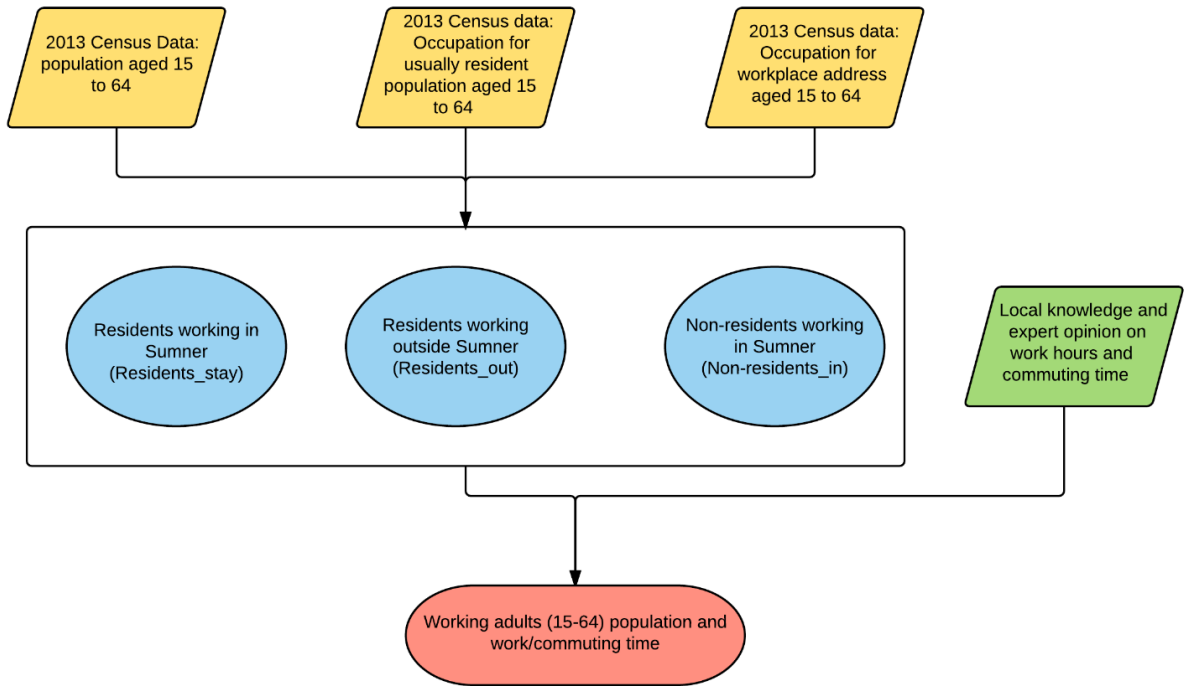 2013 Census Data:
population aged 15
to 64
2013 Census data:
Occupation for
usually resident
population aged 15
to 64
2013 Census data:
Occupation for
workplace address
aged 15 to 64
Residents working in
Sumner
(Residents_stay)
Residents working
outside Sumner
(Residents_out)
Non-residents working
in Sumner
(Non-residents_in)
Local knowledge and
expert opinion on
work hours and
commuting time
Working adults (15-64) population and
work/commuting time